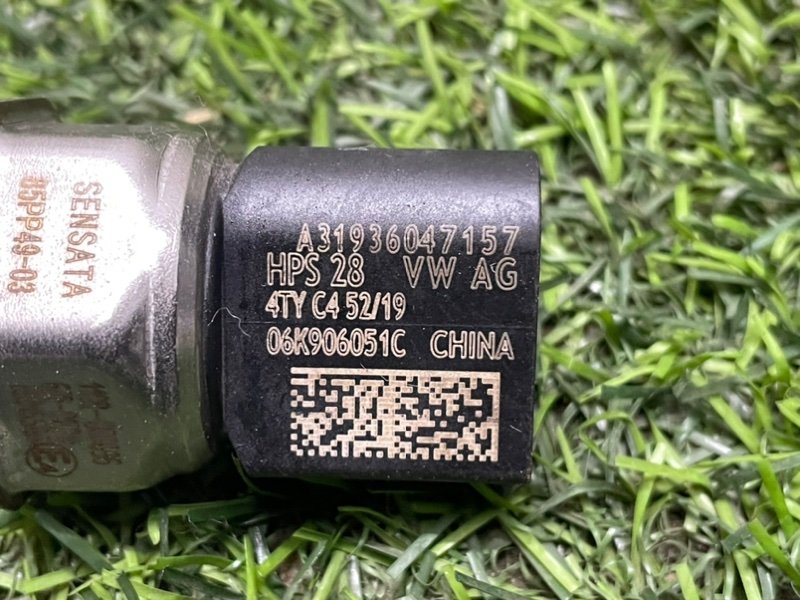 A31936047157
HPS 28 VW AG
4TY C4 52/19
06K906051C CHINA
SENSATA
85PP49-03